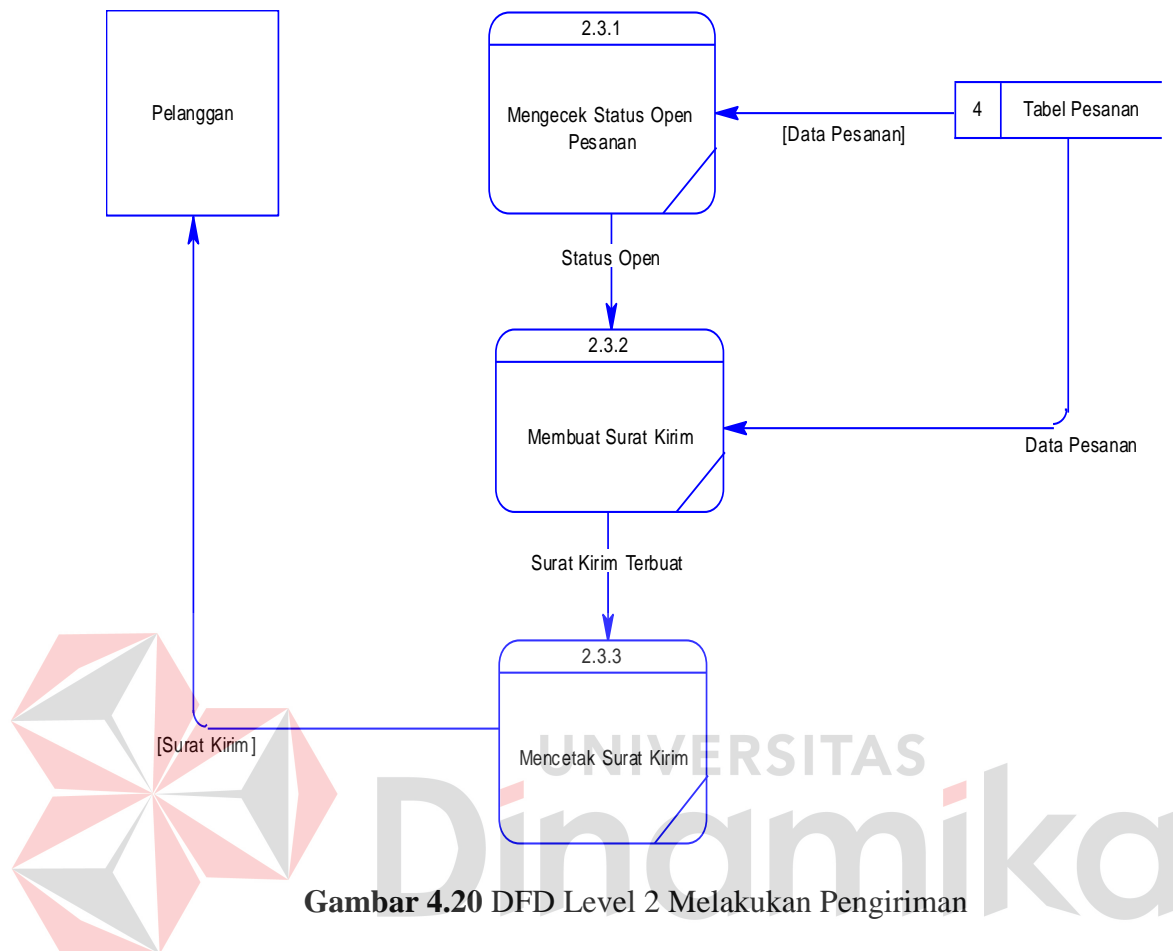 2.3.1
Pelanggan
Mengecek Status Open
Pesanan
4
Tabel Pesanan
[Data Pesanan]
Status Open
2.3.2
Membuat Surat Kirim
Data Pesanan
Surat Kirim Terbuat
2.3.3
[Surat Kirim]
Mencetak Surat Kirim
UNIVERSITAS
Dinamika
Gambar 4.20 DFD Level 2 Melakukan Pengiriman